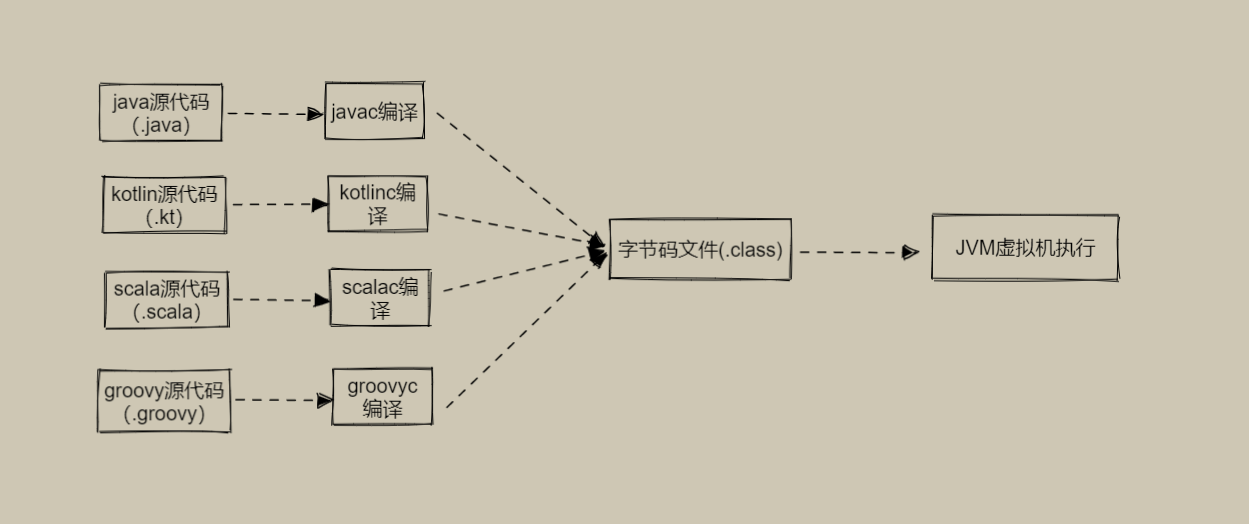 java源代码
（.java）
javac编译
kotlin源代码
（.kt）
kotlinc编
译
scala源代码
（.scala）
scalac编
译
groovy源代码
（.groovy）
groovyc
编译
字节码文件(.class)
JVM虚拟机执行